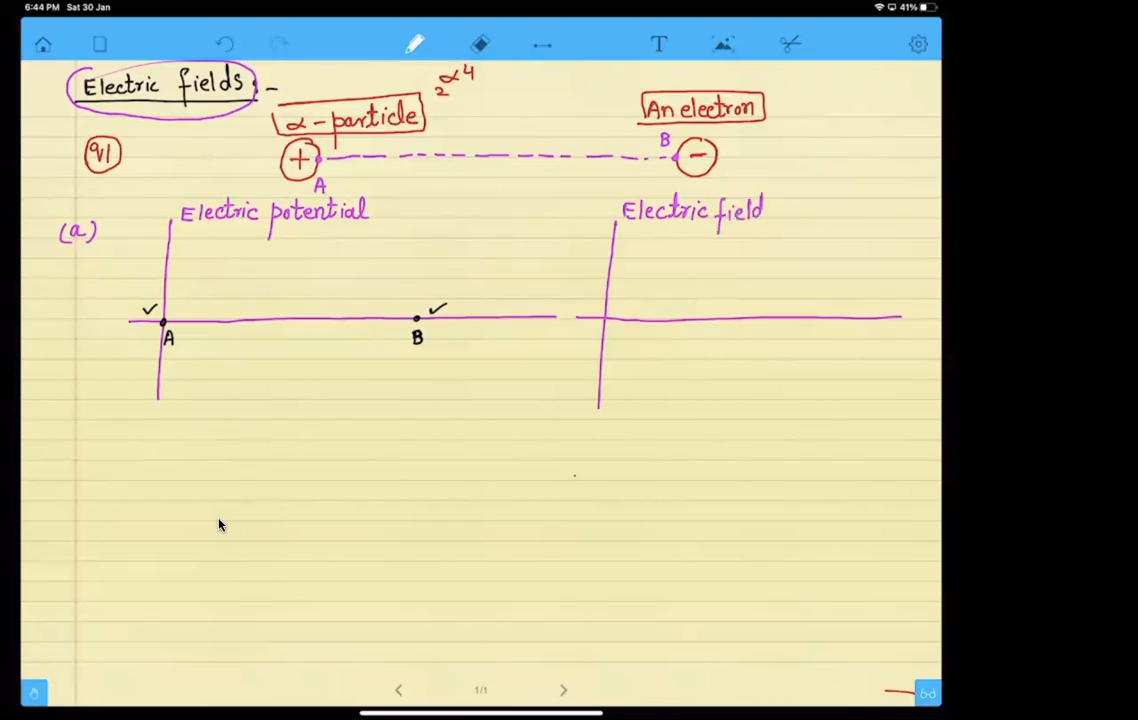 6:44 PM Sat 30 Jan
41%
T
Electric fields :-
₂α⁴
α-particle
An electron
Q1
+
A
B
-
(a)
Electric potential
Electric field
A
B
1/1